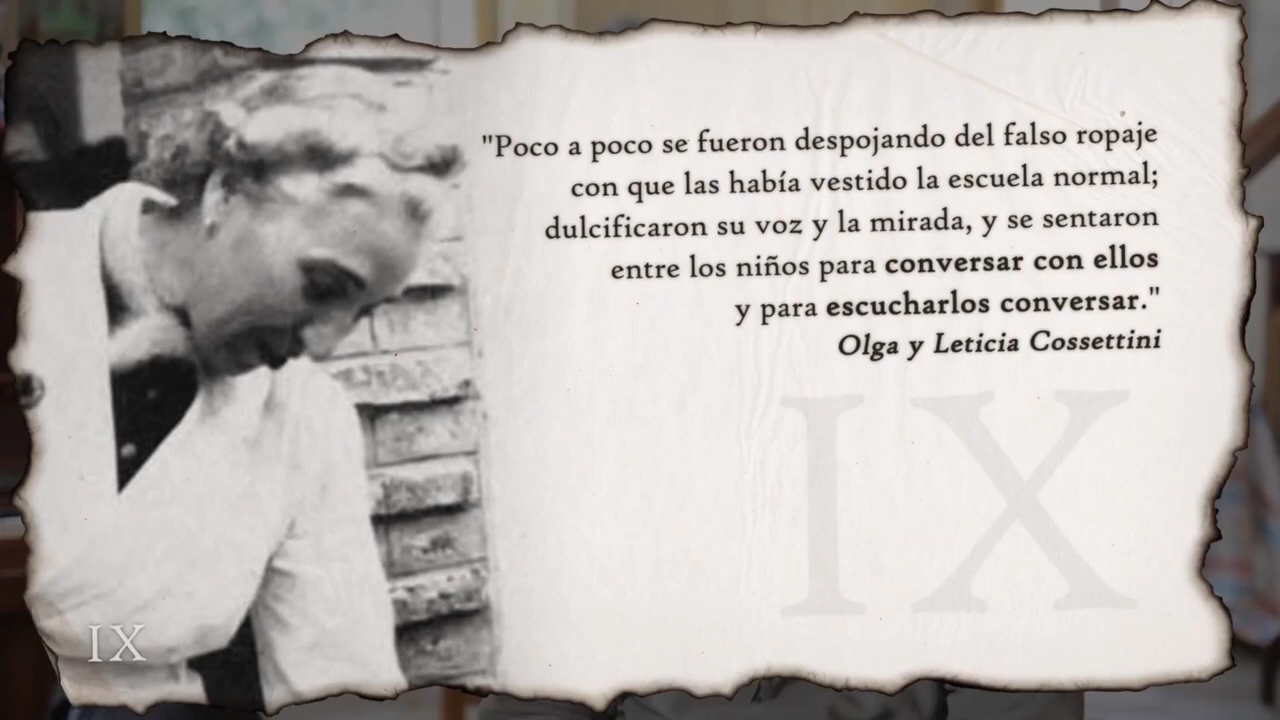 "Poco a poco se fueron despojando del falso ropaje
con que las había vestido la escuela normal;
dulcificaron su voz y la mirada, y se sentaron
entre los niños para conversar con ellos
y para escucharlos conversar."
Olga y Leticia Cossettini
IX
IX